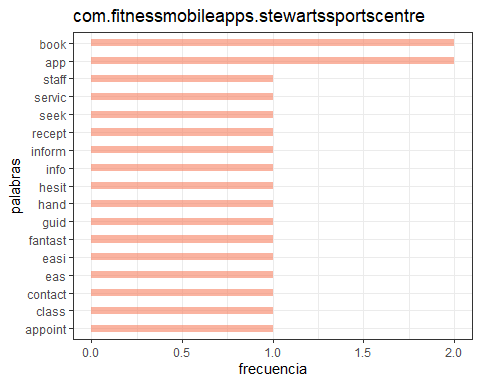 com.fitnessmobileapps.stewartssportscentre
book
app
staff
servic
seek
recept
inform
info
hesit
hand
guid
fantast
easi
eas
contact
class
appoint
palabras
0.0 0.5 1.0 1.5 2.0
frecuencia